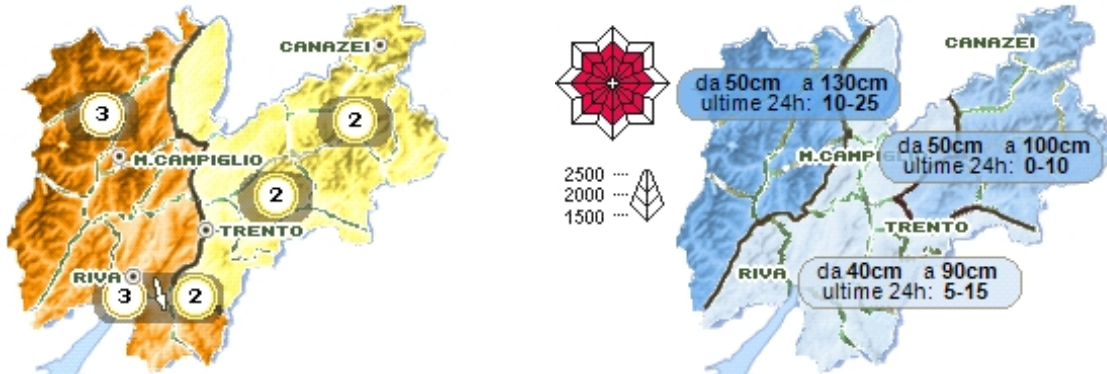 CANAZEI
3
2
M.CAMPIGLIO
2
TRENTO
RIVA
3
2
CANAZEI
da 50cm a 130cm
ultime 24h: 10-25
M.CAMPIGL
da 50cm a 100cm
ultime 24h: 0-10
2500
2000
1500
TRENTO
RIVA
da 40cm a 90cm
ultime 24h: 5-15